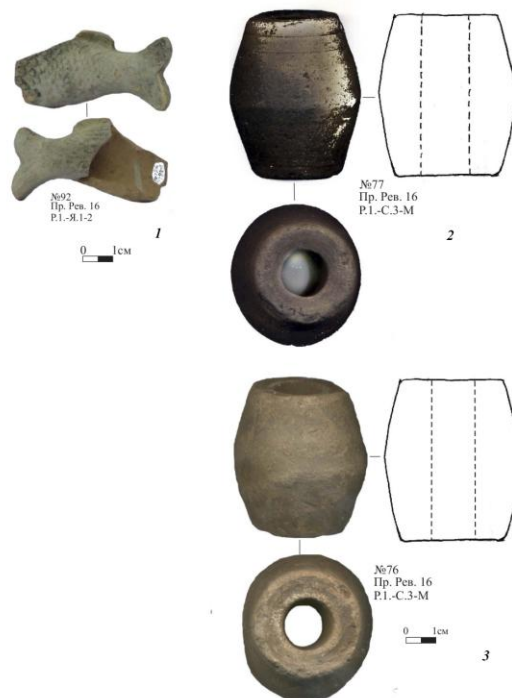 №92
Пр. Рев. 16
Р.1.-Я.1-2
1
0 1см
№77
Пр. Рев. 16
Р.1.-С.3-М
2
№76
Пр. Рев. 16
Р.1.-С.3-М
0 1см
3